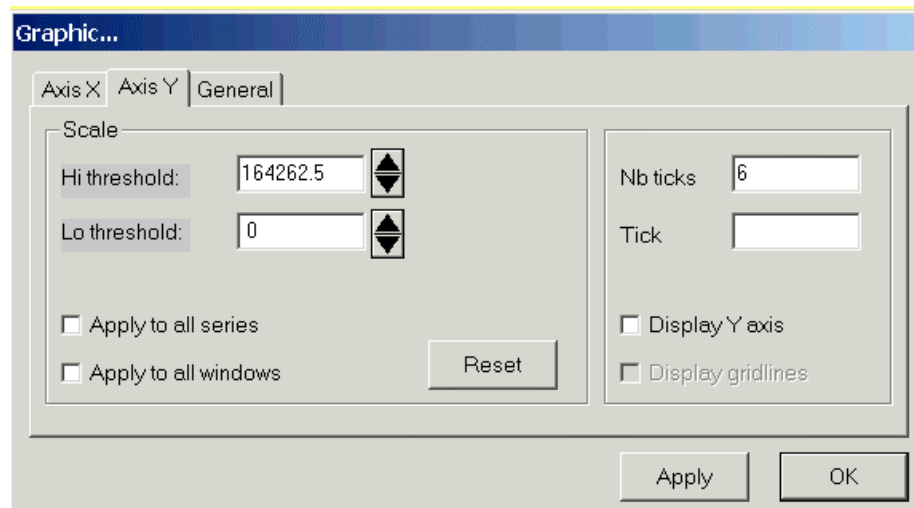 Graphic...
Axis X Axis Y General
Scale
Hi threshold: 164262.5
Nb ticks 6
Lo threshold: 0
Tick
Apply to all series
Display Y axis
Apply to all windows
Reset
Display gridlines
Apply OK